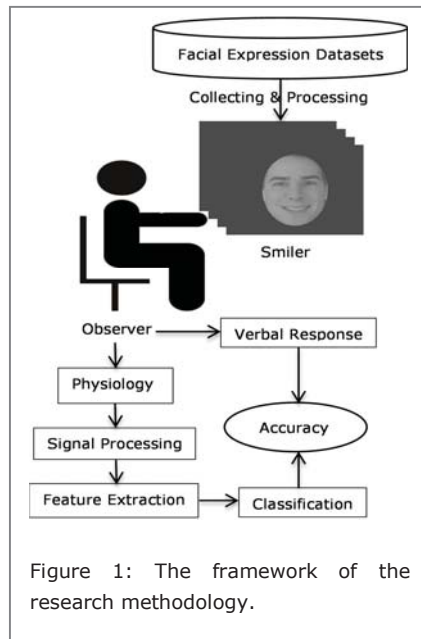 Facial Expression Datasets
Collecting & Processing
Smiler
Observer
Verbal Response
Physiology
Accuracy
Signal Processing
Feature Extraction
Classification
Figure 1: The framework of the
research methodology.